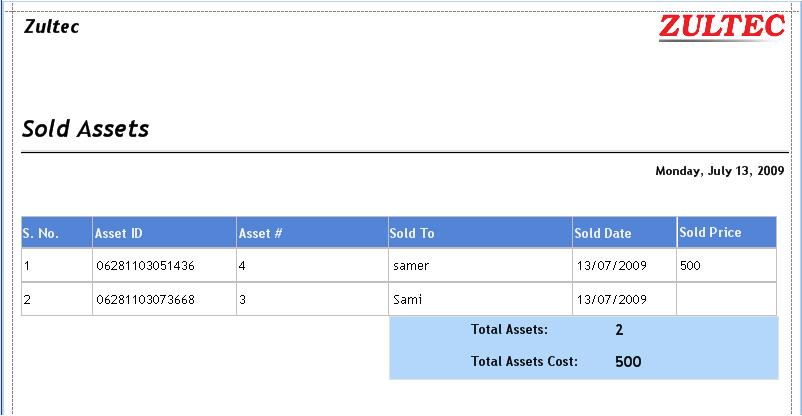 Zultec ZULTEC
Sold Assets
Monday, July 13, 2009
S. No. Asset ID Asset # Sold To Sold Date Sold Price
1 06281103051436 4 samer 13/07/2009 500
2 06281103073668 3 Sami 13/07/2009
Total Assets: 2
Total Assets Cost: 500